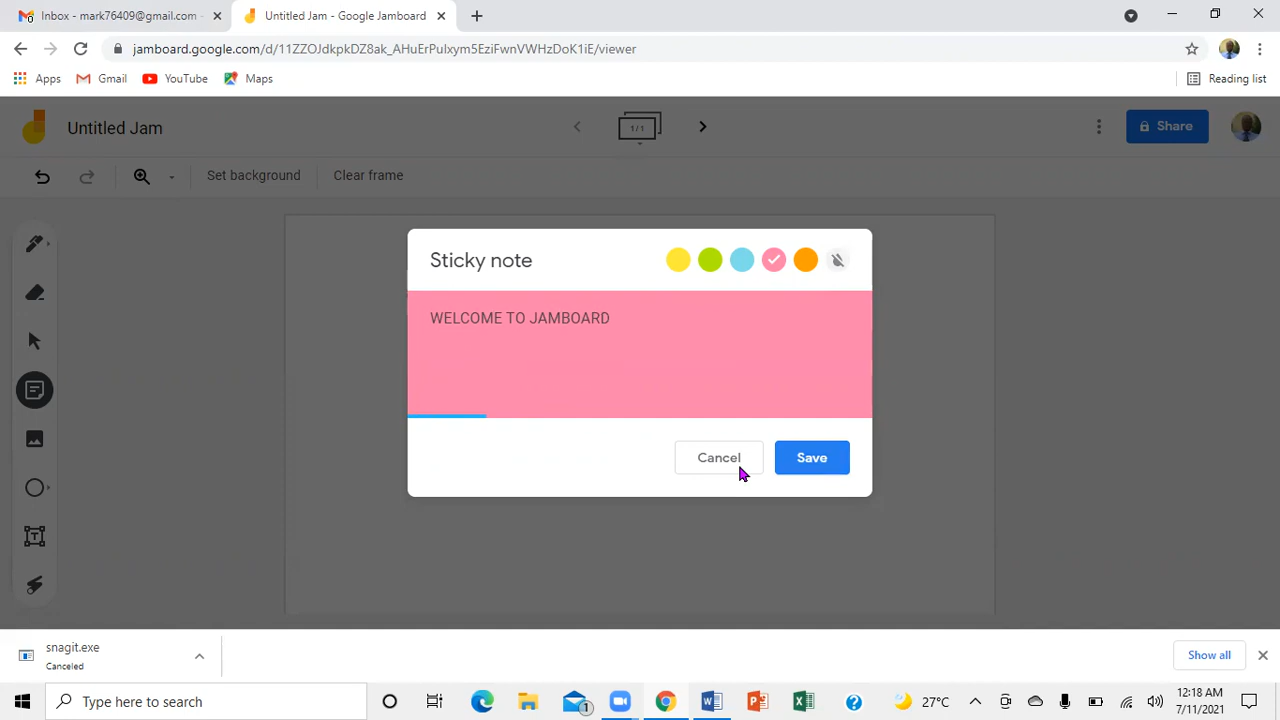 Inbox - mark76409@gmail.com
Untitled Jam - Google Jamboard
jamboard.google.com/d/11ZZOJdkpkDZ8ak_AHuErPulxym5EziFwnVWHzDoK1iE/viewer
Apps
Gmail
YouTube
Maps
Reading list
Untitled Jam
1 / 1
Share
Set background
Clear frame
Sticky note
WELCOME TO JAMBOARD
Cancel
Save
snagit.exe
Canceled
Show all
Type here to search
1
27°C
12:18 AM
7/11/2021